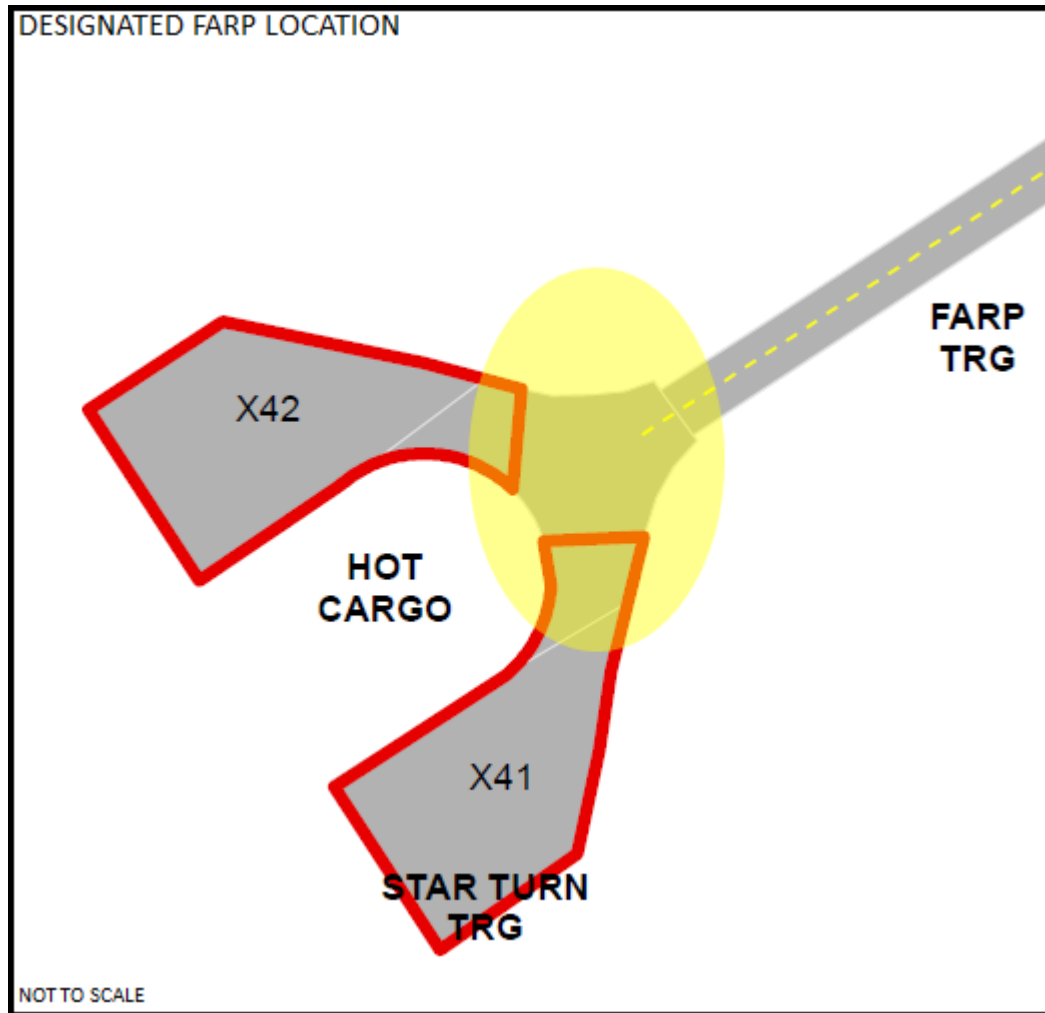 DESIGNATED FARP LOCATION
FARP
TRG
X42
HOT
CARGO
X41
STAR TURN
TRG
NOT TO SCALE